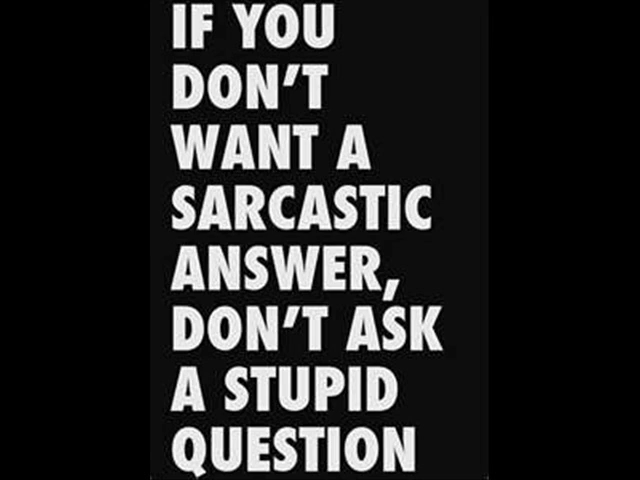 IF YOU
DON'T
WANT A
SARCASTIC
ANSWER,
DON'T ASK
A STUPID
QUESTION